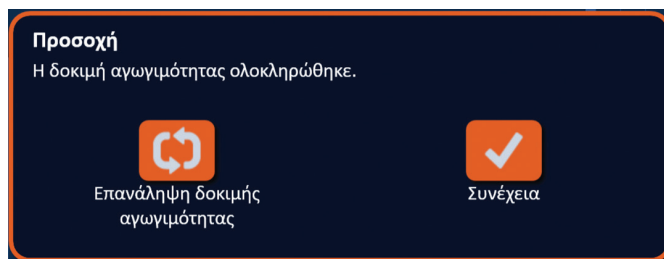 Προσοχή
Η δοκιμή αγωγιμότητας ολοκληρώθηκε.
Επανάληψη δοκιμής
αγωγιμότητας
Συνέχεια